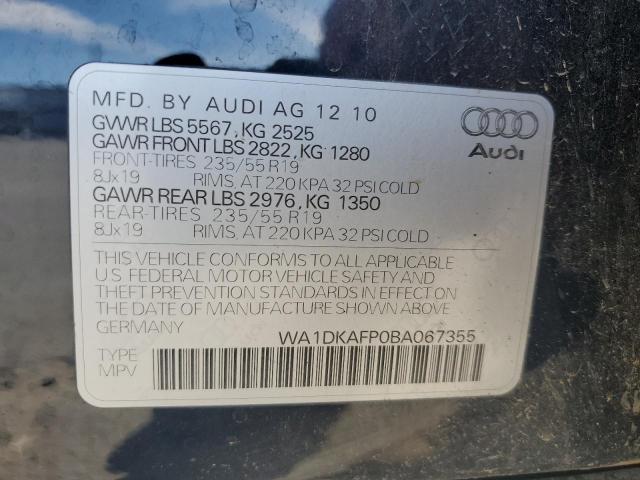 MFD. BY AUDI AG 12 10
GVWR LBS 5567, KG 2525
GAWR FRONT LBS 2822, KG 1280
FRONT-TIRES 235/55 R19
8Jx19 RIMS, AT 220 KPA 32 PSI COLD
GAWR REAR LBS 2976, KG 1350
REAR-TIRES 235/55 R19
8Jx19 RIMS, AT 220 KPA 32 PSI COLD
Audi
THIS VEHICLE CONFORMS TO ALL APPLICABLE
U.S. FEDERAL MOTOR VEHICLE SAFETY AND
THEFT PREVENTION STANDARDS IN EFFECT
ON THE DATE OF MANUFACTURE SHOWN ABOVE
GERMANY WA1DKAFP0BA067355
TYPE
MPV